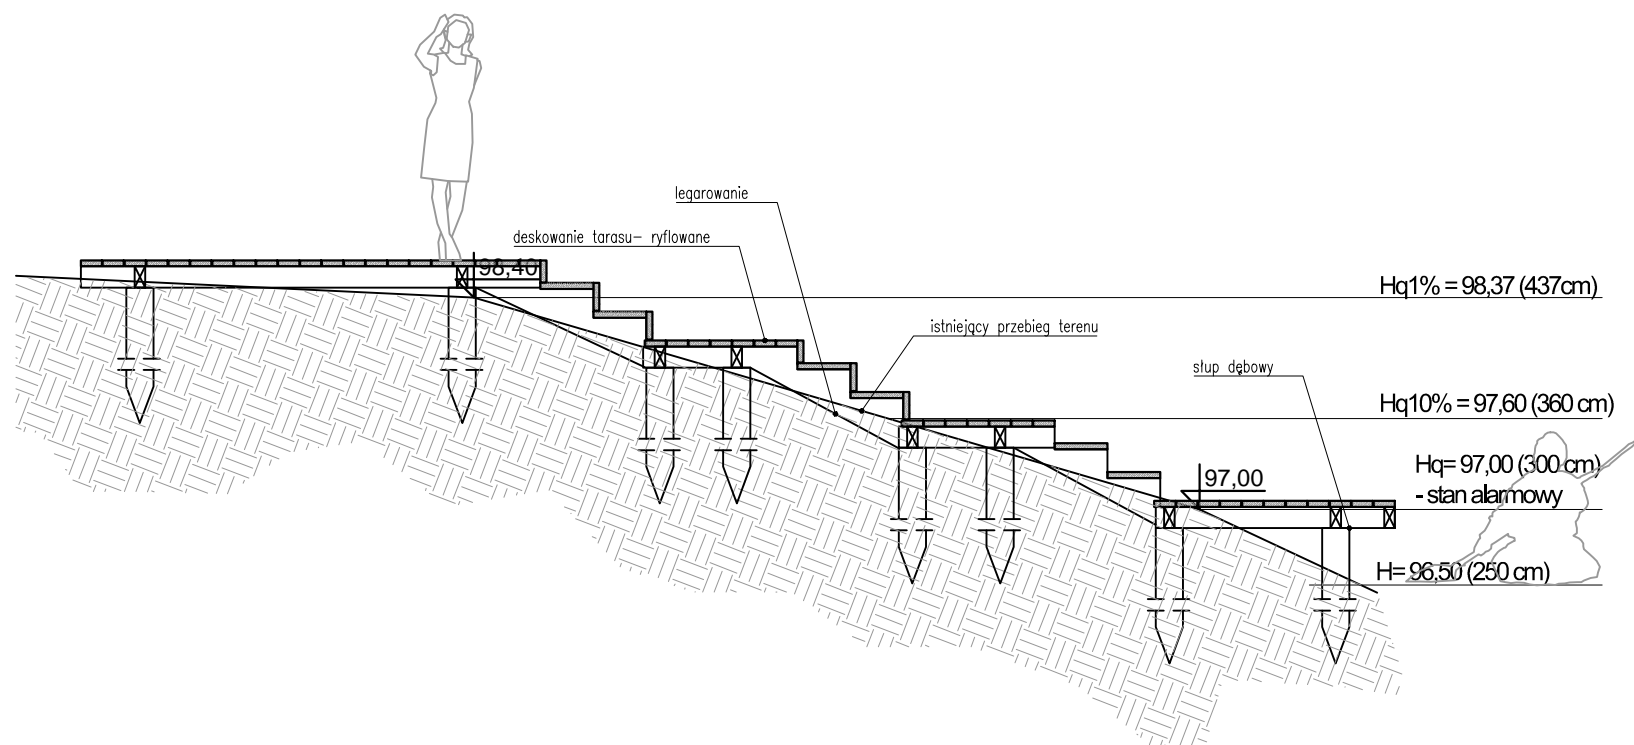 legarowanie
deskowanie tarasu– ryflowane
98,40
Hq1% = 98,37 (437cm)
istniejący przebieg terenu
słup dębowy
Hq10% = 97,60 (360 cm)
Hq= 97,00 (300 cm)
- stan alarmowy
97,00
H= 96,50 (250 cm)